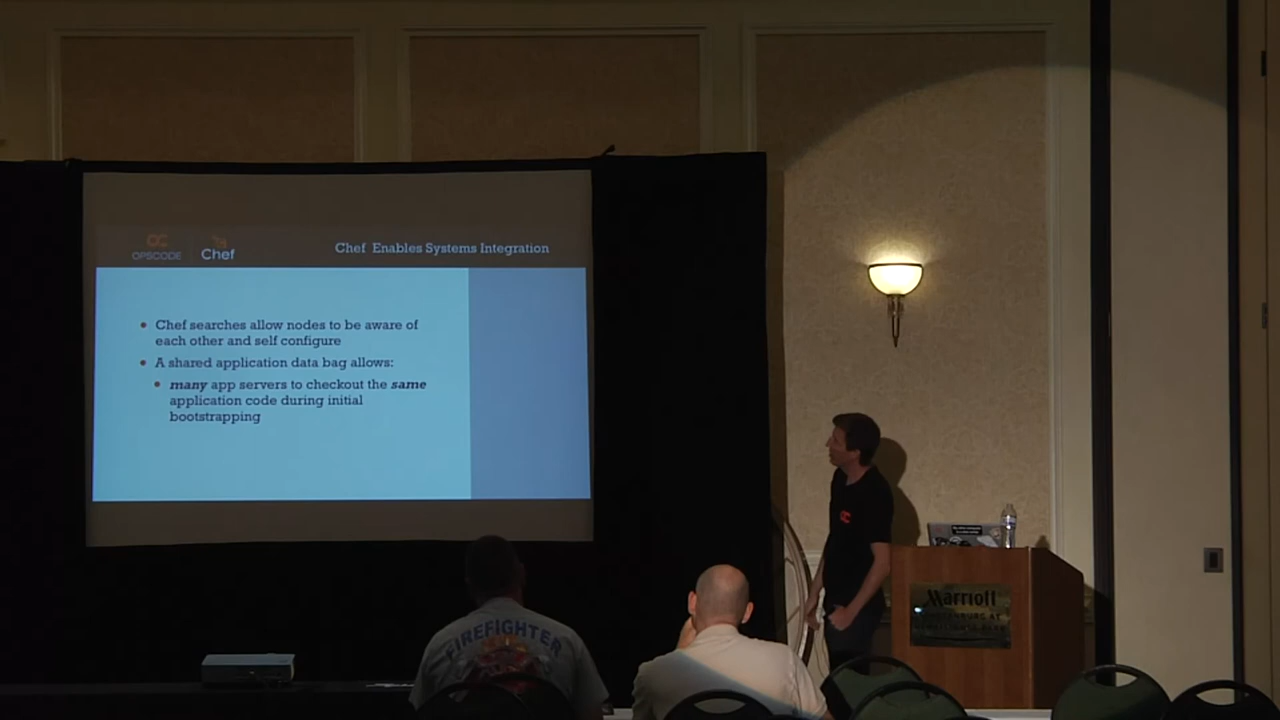 OC
OPSCODE
Chef
Chef Enables Systems Integration
• Chef searches allow nodes to be aware of
each other and self configure
• A shared application data bag allows:
• many app servers to checkout the same
application code during initial
bootstrapping
OC
FIREFIGHTER
Marriott